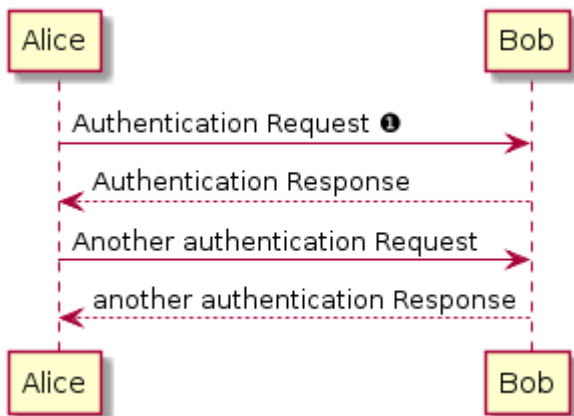 Alice
Bob
Authentication Request ❶
Authentication Response
Another authentication Request
another authentication Response
Alice
Bob